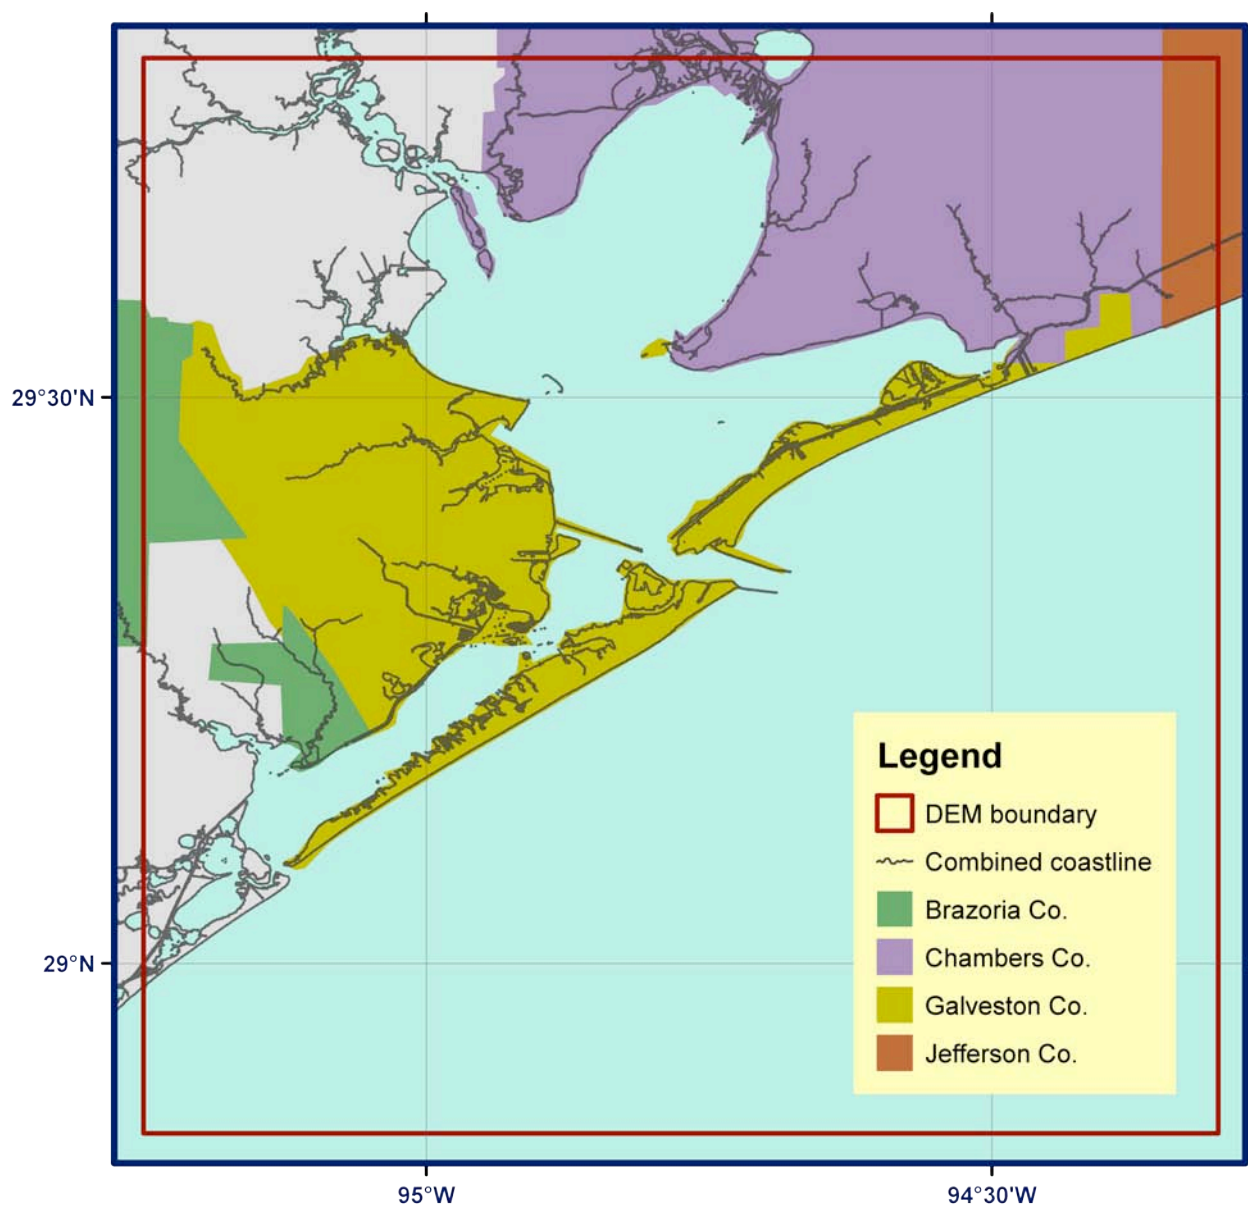 29°30'N
29°N
Legend
DEM boundary
Combined coastline
Brazoria Co.
Chambers Co.
Galveston Co.
Jefferson Co.
95°W
94°30'W